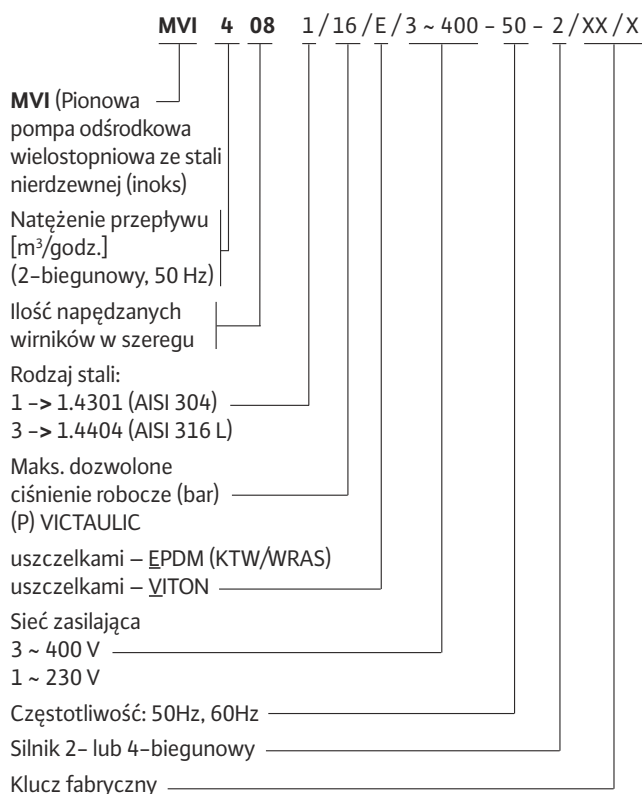 MVI 4 08 1/16/E/3 ~ 400 - 50 - 2/XX/X
MVI (Pionowa
pompa odśrodkowa
wielostopniowa ze stali
nierdzewnej (inoks)
Natężenie przepływu
[m³/godz.]
(2-biegunowy, 50 Hz)
Ilość napędzanych
wirników w szeregu
Rodzaj stali:
1 -> 1.4301 (AISI 304)
3 -> 1.4404 (AISI 316 L)
Maks. dozwolone
ciśnienie robocze (bar)
(P) VICTAULIC
uszczelkami – EPDM (KTW/WRAS)
uszczelkami – VITON
Sieć zasilająca
3 ~ 400 V
1 ~ 230 V
Częstotliwość: 50Hz, 60Hz
Silnik 2- lub 4-biegunowy
Klucz fabryczny